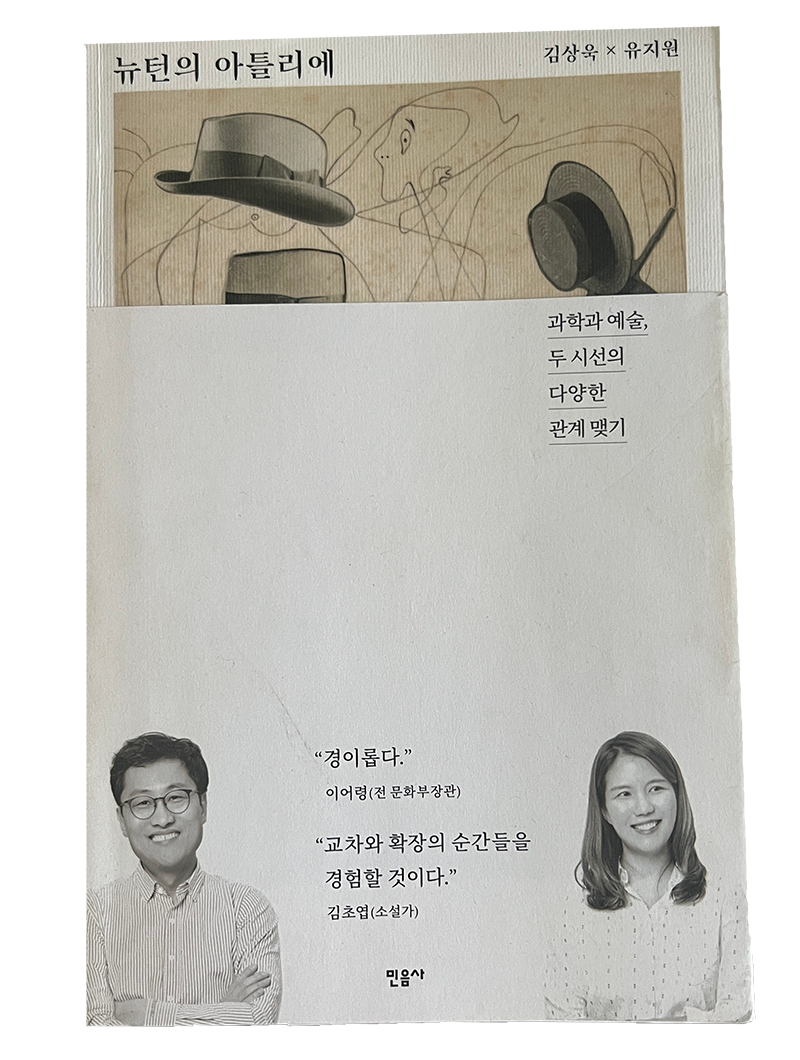 뉴턴의 아틀리에
김상욱 × 유지원
과학과 예술,
두 시선의
다양한
관계 맺기
“경이롭다.”
이어령(전 문화부장관)
“교차와 확장의 순간들을
경험할 것이다.”
김초엽(소설가)
민음사